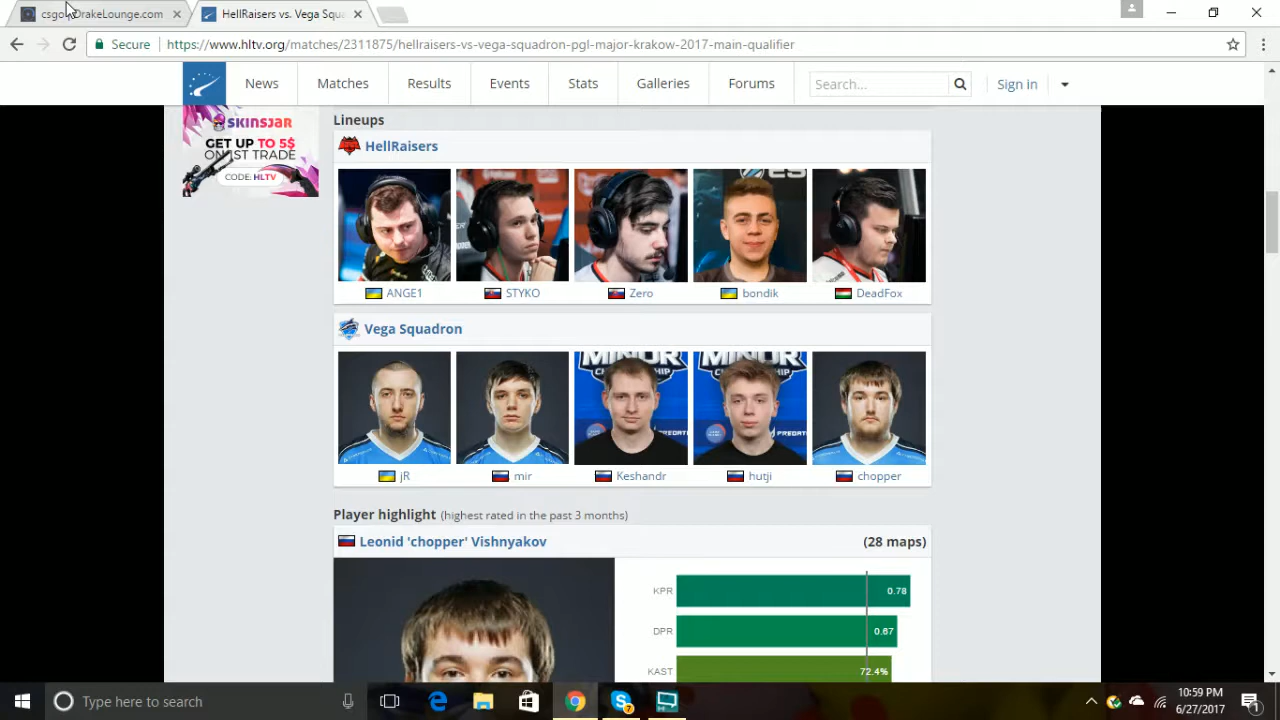 csgo DrakeLounge.com
HellRaisers vs. Vega Squa
Secure https://www.hltv.org/matches/2311875/hellraisers-vs-vega-squadron-pgl-major-krakow-2017-main-qualifier
News Matches Results Events Stats Galleries Forums Search... Sign in
SKINSJAR
GET UP TO 5$
ON 1ST TRADE
CODE: HLTV
Lineups
HellRaisers
ANGE1 STYKO Zero bondik DeadFox
Vega Squadron
MINOR MINOR
jR mir Keshandr hutji chopper
Player highlight (highest rated in the past 3 months)
Leonid 'chopper' Vishnyakov (28 maps)
KPR 0.78
DPR 0.67
KAST 72.4%
Type here to search
10:59 PM
6/27/2017